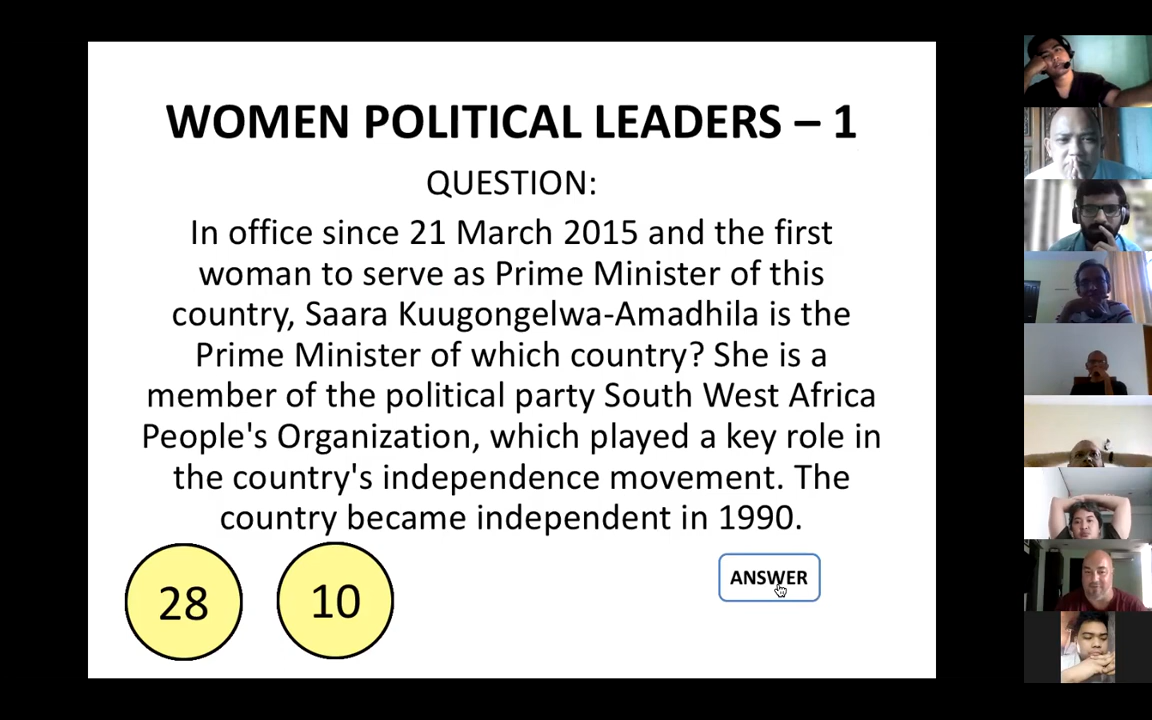 WOMEN POLITICAL LEADERS – 1
QUESTION:
In office since 21 March 2015 and the first
woman to serve as Prime Minister of this
country, Saara Kuugongelwa-Amadhila is the
Prime Minister of which country? She is a
member of the political party South West Africa
People's Organization, which played a key role in
the country's independence movement. The
country became independent in 1990.
28
10
ANSWER